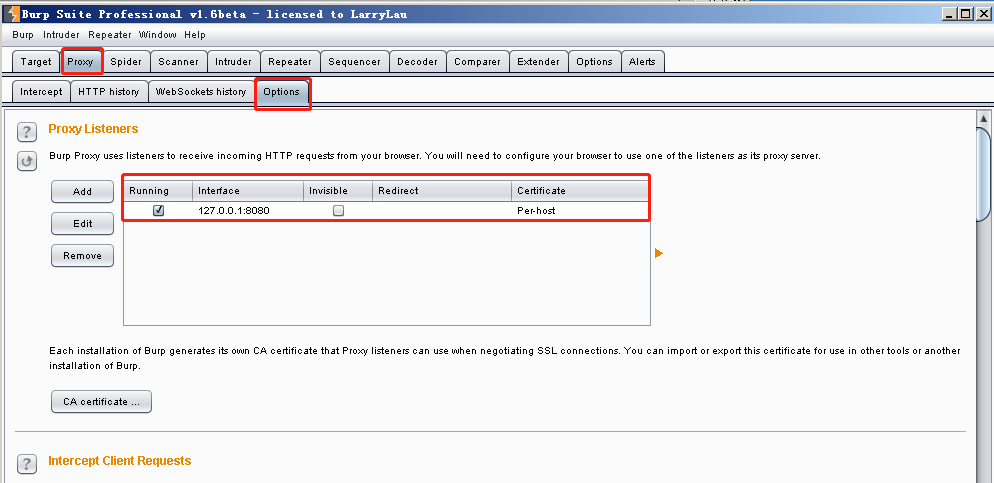 Burp Suite Professional v1.6beta - licensed to LarryLau
Burp Intruder Repeater Window Help
Target Proxy Spider Scanner Intruder Repeater Sequencer Decoder Comparer Extender Options Alerts
Intercept HTTP history WebSockets history Options
? Proxy Listeners
Burp Proxy uses listeners to receive incoming HTTP requests from your browser. You will need to configure your browser to use one of the listeners as its proxy server.
Add Running Interface Invisible Redirect Certificate
127.0.0.1:8080 Per-host
Edit
Remove
Each installation of Burp generates its own CA certificate that Proxy listeners can use when negotiating SSL connections. You can import or export this certificate for use in other tools or another
installation of Burp.
CA certificate ...
? Intercept Client Requests